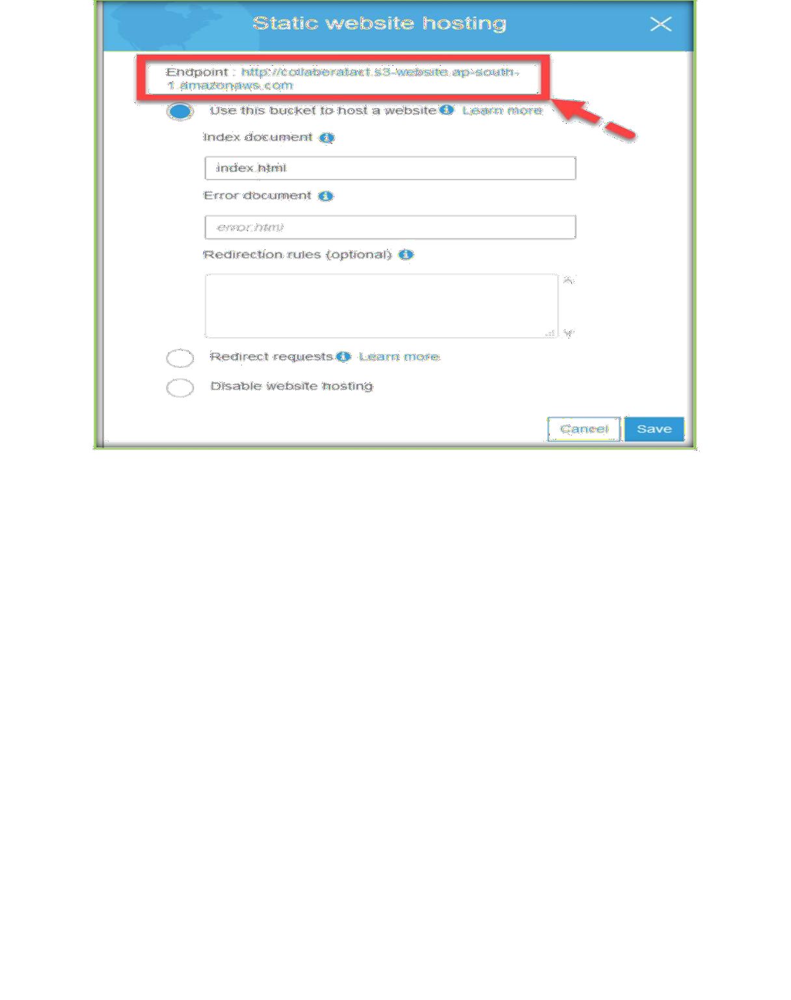 Static website hosting
Endpoint : http://collaberatact.s3-website.ap-south-
1.amazonaws.com
Use this bucket to host a website Learn more
Index document
index.html
Error document
error.html
Redirection rules (optional)
Redirect requests Learn more
Disable website hosting
Cancel Save